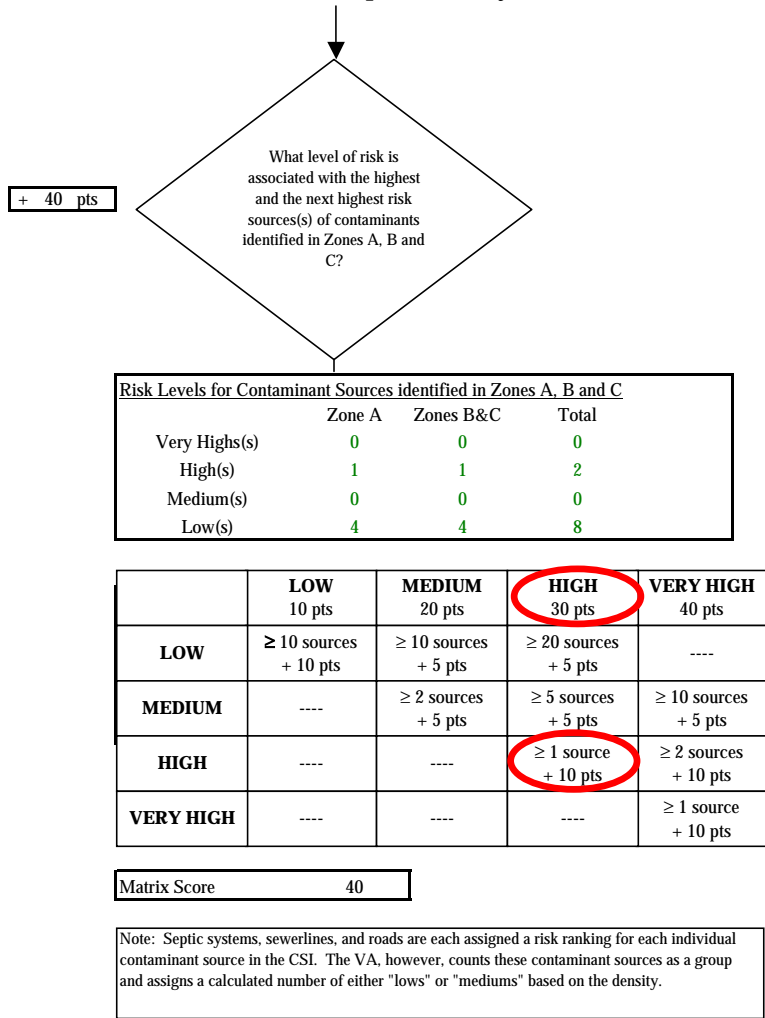 What level of risk is
associated with the highest
and the next highest risk
sources(s) of contaminants
identified in Zones A, B and
C?
+ 40 pts
Risk Levels for Contaminant Sources identified in Zones A, B and C
Zone A Zones B&C Total
Very Highs(s) 0 0 0
High(s) 1 1 2
Medium(s) 0 0 0
Low(s) 4 4 8
LOW MEDIUM HIGH VERY HIGH
10 pts 20 pts 30 pts 40 pts
LOW ≥ 10 sources ≥ 10 sources ≥ 20 sources ----
+ 10 pts + 5 pts + 5 pts
MEDIUM ---- ≥ 2 sources ≥ 5 sources ≥ 10 sources
+ 5 pts + 5 pts + 5 pts
HIGH ---- ---- ≥ 1 source ≥ 2 sources
+ 10 pts + 10 pts
VERY HIGH ---- ---- ---- ≥ 1 source
+ 10 pts
Matrix Score 40
Note: Septic systems, sewerlines, and roads are each assigned a risk ranking for each individual
contaminant source in the CSI. The VA, however, counts these contaminant sources as a group
and assigns a calculated number of either "lows" or "mediums" based on the density.